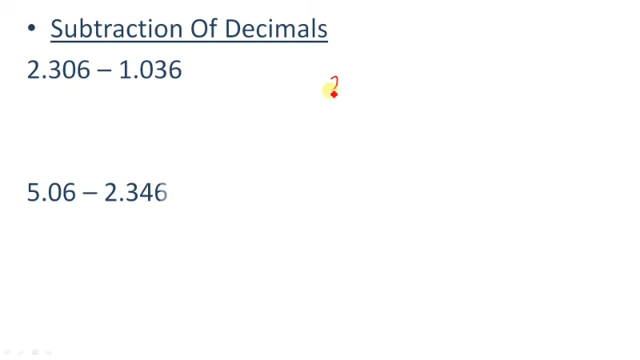 • Subtraction Of Decimals
2.306 – 1.036
5.06 – 2.346